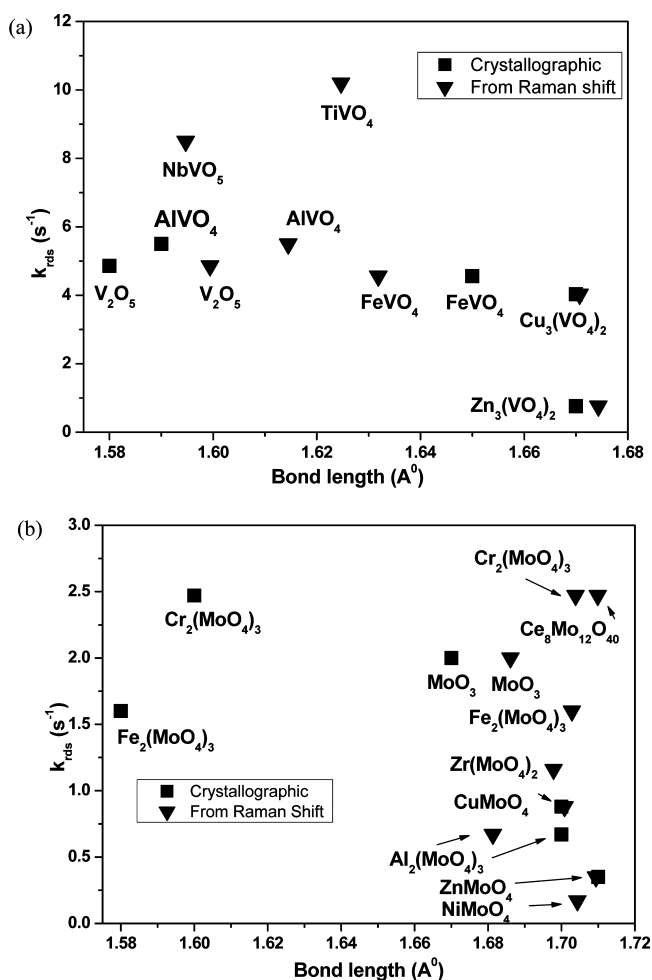 (a)
12
10
8
6
4
2
0
k_rds (s⁻¹)
■ Crystallographic
▼ From Raman shift
TiVO₄
NbVO₅
AlVO₄
AlVO₄
V₂O₅
V₂O₅
FeVO₄
FeVO₄
Cu₃(VO₄)₂
Zn₃(VO₄)₂
1.58 1.60 1.62 1.64 1.66 1.68
Bond length (A⁰)
(b)
3.0
2.5
2.0
1.5
1.0
0.5
0.0
k_rds (s⁻¹)
Cr₂(MoO₄)₃
Cr₂(MoO₄)₃
Ce₈Mo₁₂O₄₀
MoO₃
MoO₃
Fe₂(MoO₄)₃
Fe₂(MoO₄)₃
Zr(MoO₄)₂
■ Crystallographic
▼ From Raman Shift
CuMoO₄
Al₂(MoO₄)₃
ZnMoO₄
NiMoO₄
1.58 1.60 1.62 1.64 1.66 1.68 1.70 1.72
Bond length (A⁰)